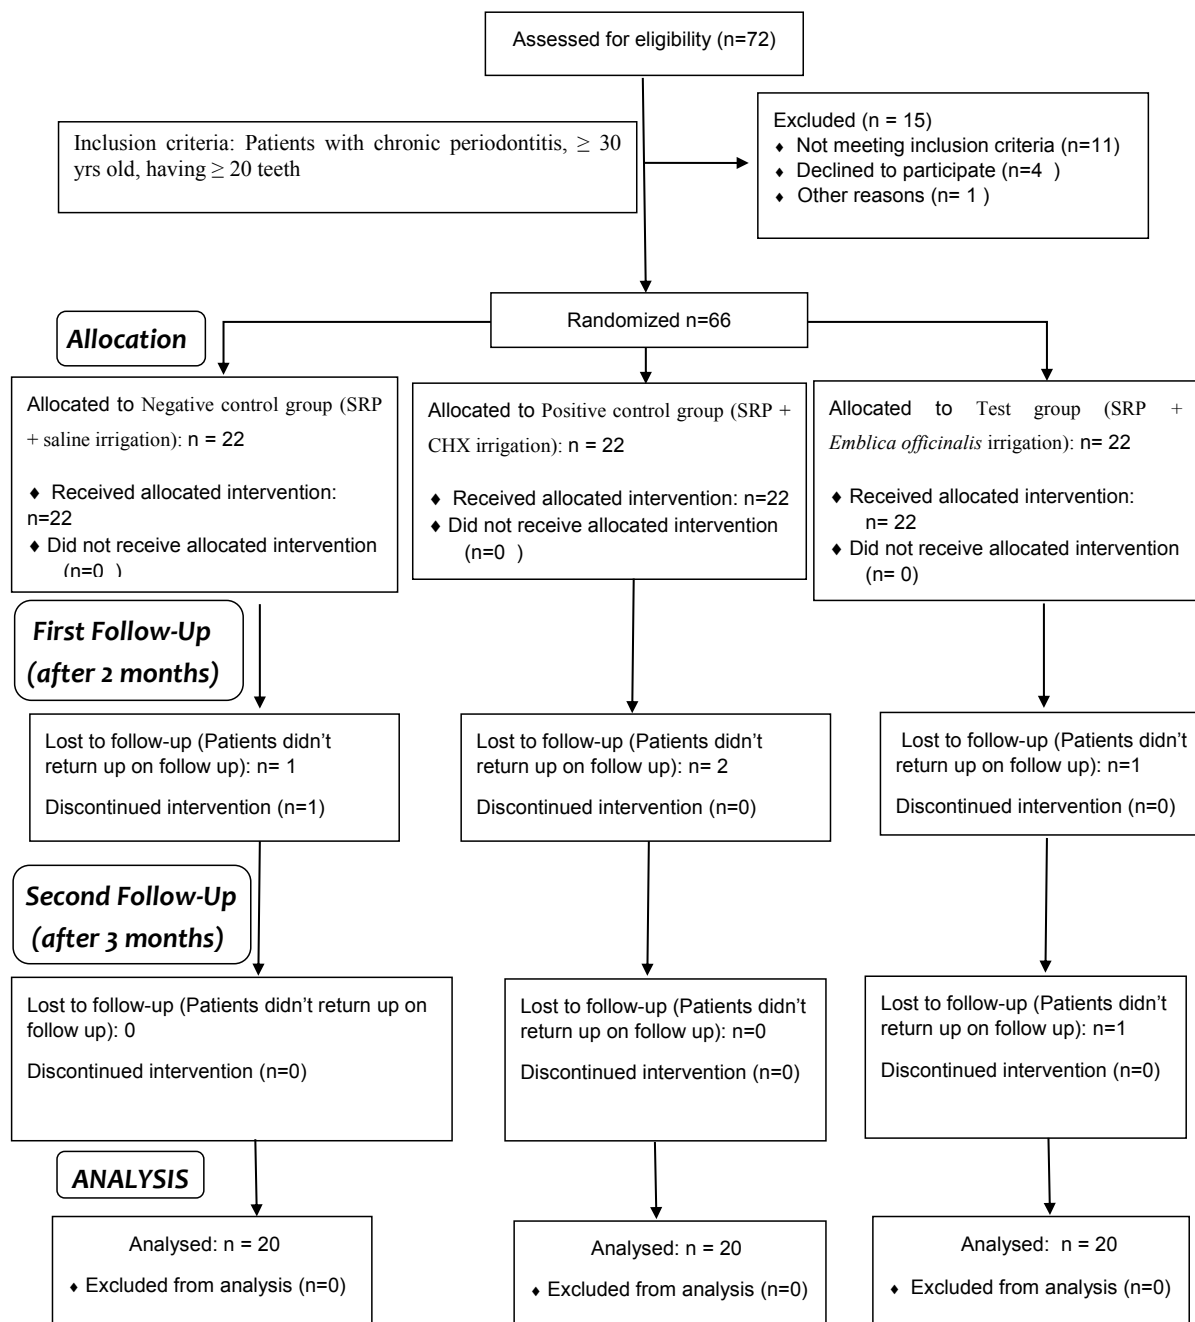 Assessed for eligibility (n=72)
Inclusion criteria: Patients with chronic periodontitis, ≥ 30
yrs old, having ≥ 20 teeth
Excluded (n = 15)
♦ Not meeting inclusion criteria (n=11)
♦ Declined to participate (n=4 )
♦ Other reasons (n= 1 )
Randomized n=66
Allocation
Allocated to Negative control group (SRP
+ saline irrigation): n = 22
♦ Received allocated intervention:
n=22
♦ Did not receive allocated intervention
(n=0 )
Allocated to Positive control group (SRP +
CHX irrigation): n = 22
♦ Received allocated intervention: n=22
♦ Did not receive allocated intervention
(n=0 )
Allocated to Test group (SRP +
Emblica officinalis irrigation): n= 22
♦ Received allocated intervention:
n= 22
♦ Did not receive allocated intervention
(n= 0)
First Follow-Up
(after 2 months)
Lost to follow-up (Patients didn’t
return up on follow up): n= 1
Discontinued intervention (n=1)
Lost to follow-up (Patients didn’t
return up on follow up): n= 2
Discontinued intervention (n=0)
Lost to follow-up (Patients didn’t
return up on follow up): n=1
Discontinued intervention (n=0)
Second Follow-Up
(after 3 months)
Lost to follow-up (Patients didn’t return up on
follow up): 0
Discontinued intervention (n=0)
Lost to follow-up (Patients didn’t
return up on follow up): n=0
Discontinued intervention (n=0)
Lost to follow-up (Patients didn’t
return up on follow up): n=1
Discontinued intervention (n=0)
ANALYSIS
Analysed: n = 20
♦ Excluded from analysis (n=0)
Analysed: n = 20
♦ Excluded from analysis (n=0)
Analysed: n = 20
♦ Excluded from analysis (n=0)